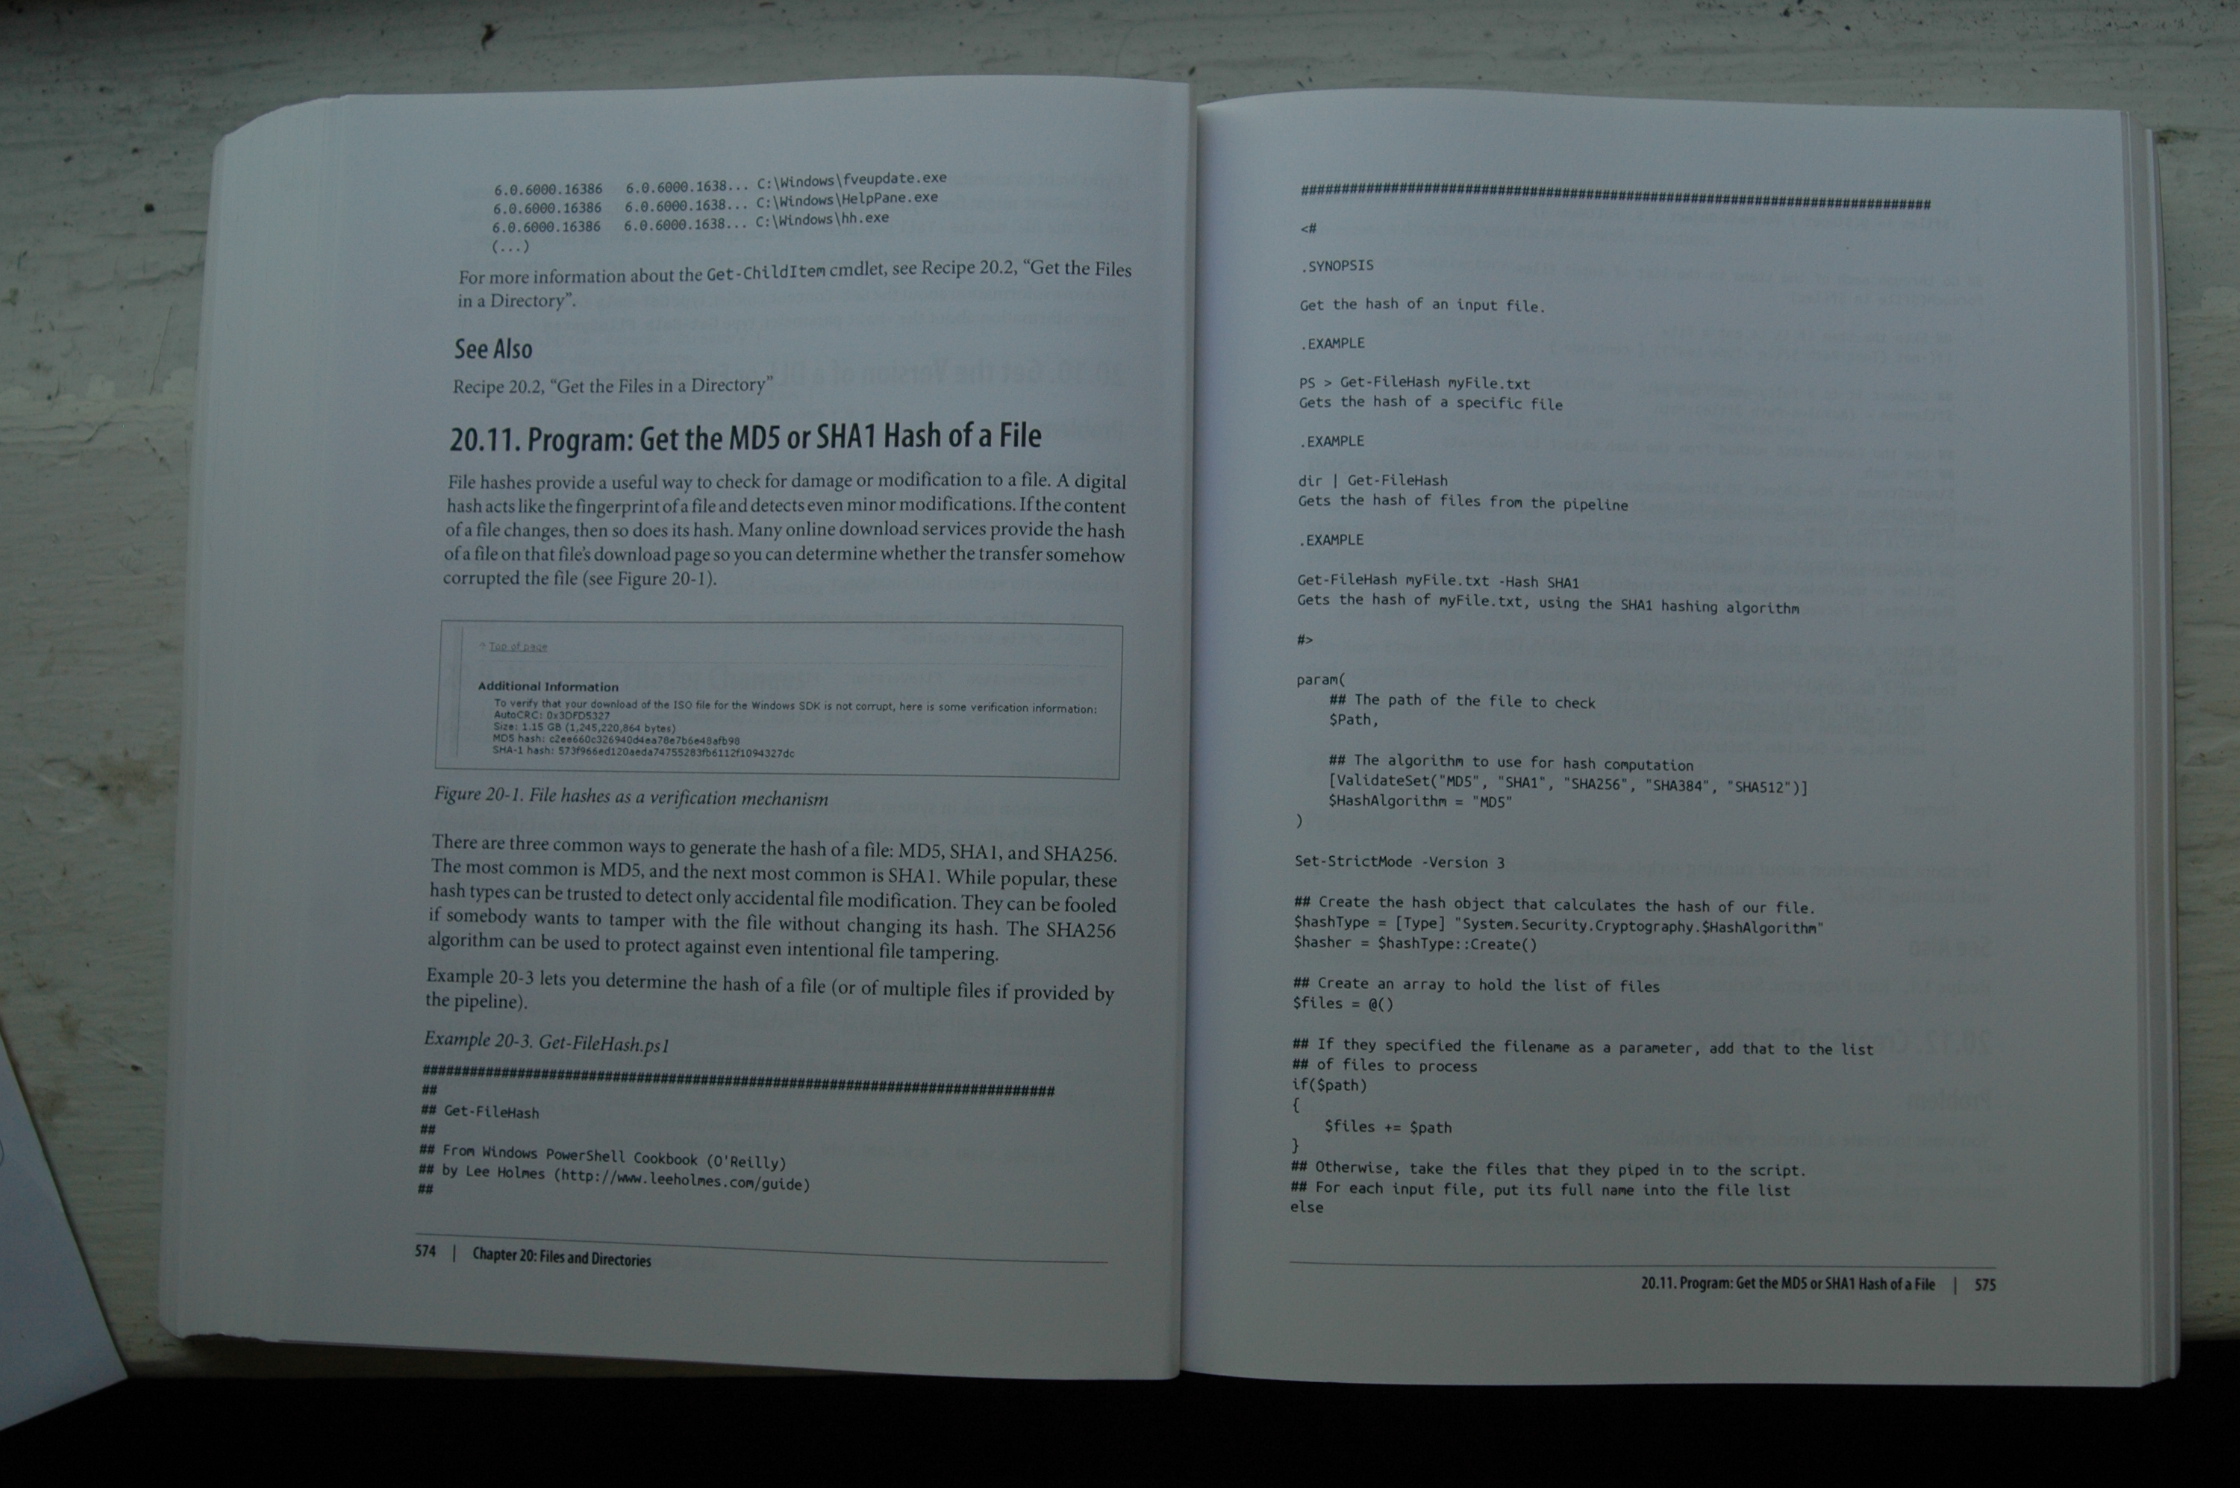 6.0.6000.16386   6.0.6000.1638... C:\Windows\fveupdate.exe
6.0.6000.16386   6.0.6000.1638... C:\Windows\HelpPane.exe
6.0.6000.16386   6.0.6000.1638... C:\Windows\hh.exe
(...)
For more information about the Get-ChildItem cmdlet, see Recipe 20.2, “Get the Files
in a Directory”.
See Also
Recipe 20.2, “Get the Files in a Directory”
20.11. Program: Get the MD5 or SHA1 Hash of a File
File hashes provide a useful way to check for damage or modification to a file. A digital
hash acts like the fingerprint of a file and detects even minor modifications. If the content
of a file changes, then so does its hash. Many online download services provide the hash
of a file on that file’s download page so you can determine whether the transfer somehow
corrupted the file (see Figure 20-1).
Top of page
Additional Information
To verify that your download of the ISO file for the Windows SDK is not corrupt, here is some verification information:
AutoCRC: 0x3DFD5327
Size: 1.15 GB (1,245,220,864 bytes)
MD5 hash: c2ee660c326940d4ea78e7b6e48afb98
SHA-1 hash: 573f966ed120aeda74755283fb6112f1094327dc
Figure 20-1. File hashes as a verification mechanism
There are three common ways to generate the hash of a file: MD5, SHA1, and SHA256.
The most common is MD5, and the next most common is SHA1. While popular, these
hash types can be trusted to detect only accidental file modification. They can be fooled
if somebody wants to tamper with the file without changing its hash. The SHA256
algorithm can be used to protect against even intentional file tampering.
Example 20-3 lets you determine the hash of a file (or of multiple files if provided by
the pipeline).
Example 20-3. Get-FileHash.ps1
##############################################################################
##
## Get-FileHash
##
## From Windows PowerShell Cookbook (O'Reilly)
## by Lee Holmes (http://www.leeholmes.com/guide)
##
574 | Chapter 20: Files and Directories
##############################################################################
<#
.SYNOPSIS
Get the hash of an input file.
.EXAMPLE
PS > Get-FileHash myFile.txt
Gets the hash of a specific file
.EXAMPLE
dir | Get-FileHash
Gets the hash of files from the pipeline
.EXAMPLE
Get-FileHash myFile.txt -Hash SHA1
Gets the hash of myFile.txt, using the SHA1 hashing algorithm
#>
param(
    ## The path of the file to check
    $Path,
    ## The algorithm to use for hash computation
    [ValidateSet("MD5", "SHA1", "SHA256", "SHA384", "SHA512")]
    $HashAlgorithm = "MD5"
)
Set-StrictMode -Version 3
## Create the hash object that calculates the hash of our file.
$hashType = [Type] "System.Security.Cryptography.$HashAlgorithm"
$hasher = $hashType::Create()
## Create an array to hold the list of files
$files = @()
## If they specified the filename as a parameter, add that to the list
## of files to process
if($path)
{
    $files += $path
}
## Otherwise, take the files that they piped in to the script.
## For each input file, put its full name into the file list
else
20.11. Program: Get the MD5 or SHA1 Hash of a File | 575